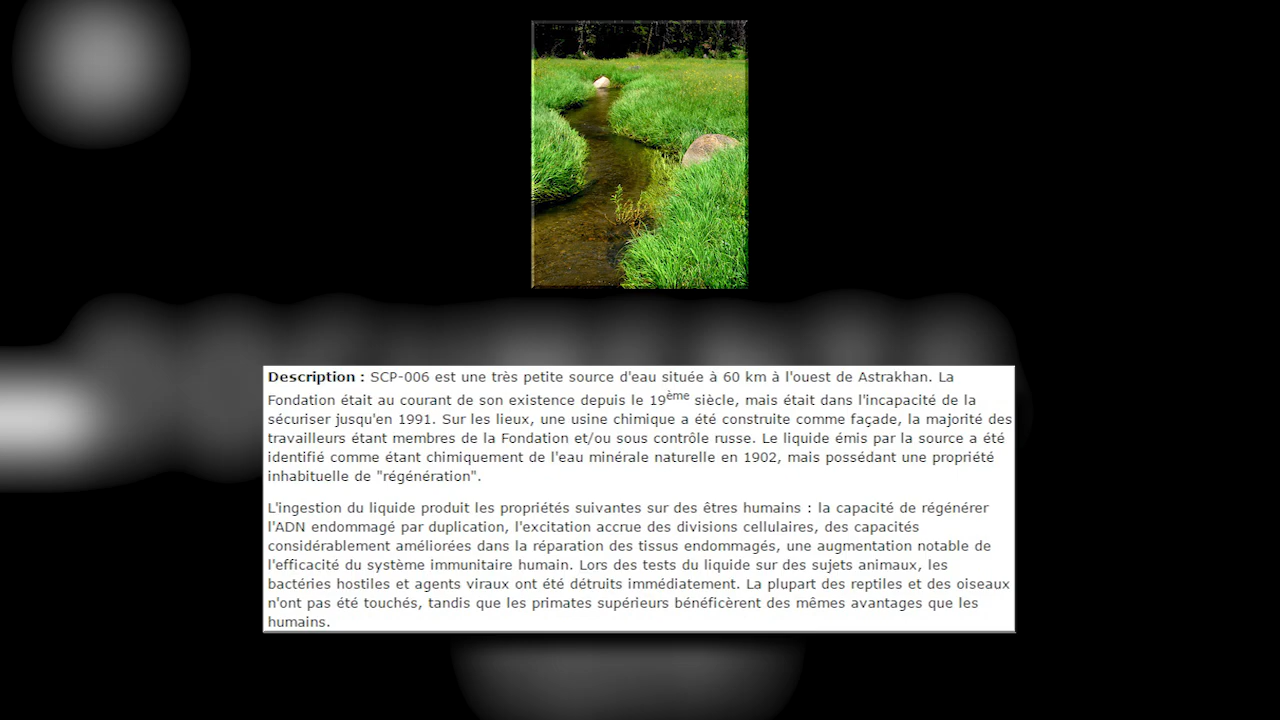 Description : SCP-006 est une très petite source d'eau située à 60 km à l'ouest de Astrakhan. La
Fondation était au courant de son existence depuis le 19ème siècle, mais était dans l'incapacité de la
sécuriser jusqu'en 1991. Sur les lieux, une usine chimique a été construite comme façade, la majorité des
travailleurs étant membres de la Fondation et/ou sous contrôle russe. Le liquide émis par la source a été
identifié comme étant chimiquement de l'eau minérale naturelle en 1902, mais possédant une propriété
inhabituelle de "régénération".
L'ingestion du liquide produit les propriétés suivantes sur des êtres humains : la capacité de régénérer
l'ADN endommagé par duplication, l'excitation accrue des divisions cellulaires, des capacités
considérablement améliorées dans la réparation des tissus endommagés, une augmentation notable de
l'efficacité du système immunitaire humain. Lors des tests du liquide sur des sujets animaux, les
bactéries hostiles et agents viraux ont été détruits immédiatement. La plupart des reptiles et des oiseaux
n'ont pas été touchés, tandis que les primates supérieurs bénéficèrent des mêmes avantages que les
humains.